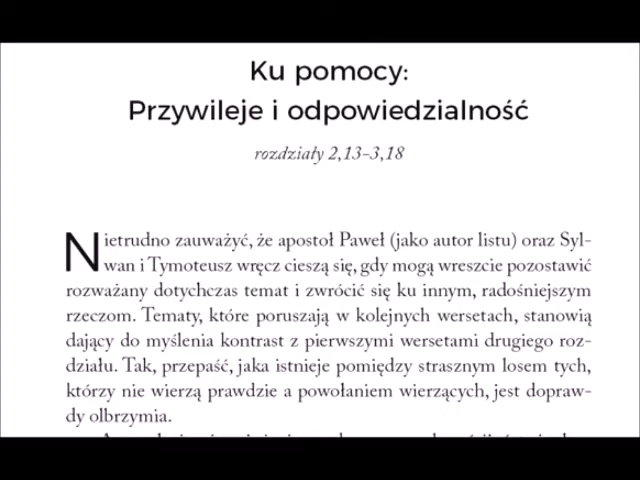 Ku pomocy:
Przywileje i odpowiedzialność
rozdziały 2,13–3,18
Nietrudno zauważyć, że apostoł Paweł (jako autor listu) oraz Syl-
wan i Tymoteusz wręcz cieszą się, gdy mogą wreszcie pozostawić
rozważany dotychczas temat i zwrócić się ku innym, radośniejszym
rzeczom. Tematy, które poruszają w kolejnych wersetach, stanowią
dający do myślenia kontrast z pierwszymi wersetami drugiego roz-
działu. Tak, przepaść, jaka istnieje pomiędzy strasznym losem tych,
którzy nie wierzą prawdzie a powołaniem wierzących, jest dopraw-
dy olbrzymia.